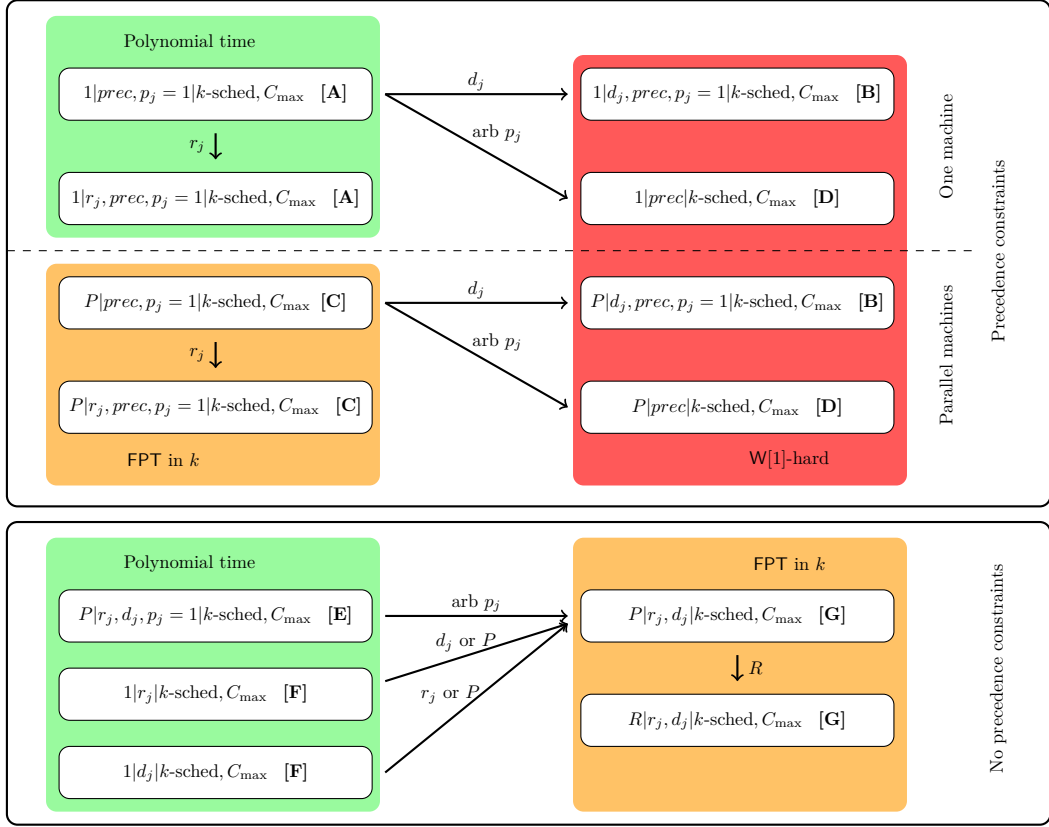 Polynomial time
1|prec, p_j = 1|k-sched, C_max [A]
r_j
1|r_j, prec, p_j = 1|k-sched, C_max [A]
d_j
arb p_j
1|d_j, prec, p_j = 1|k-sched, C_max [B]
1|prec|k-sched, C_max [D]
One machine
P|prec, p_j = 1|k-sched, C_max [C]
r_j
P|r_j, prec, p_j = 1|k-sched, C_max [C]
FPT in k
d_j
arb p_j
P|d_j, prec, p_j = 1|k-sched, C_max [B]
P|prec|k-sched, C_max [D]
W[1]-hard
Parallel machines
Precedence constraints
Polynomial time
P|r_j, d_j, p_j = 1|k-sched, C_max [E]
1|r_j|k-sched, C_max [F]
1|d_j|k-sched, C_max [F]
arb p_j
d_j or P
r_j or P
FPT in k
P|r_j, d_j|k-sched, C_max [G]
R
R|r_j, d_j|k-sched, C_max [G]
No precedence constraints